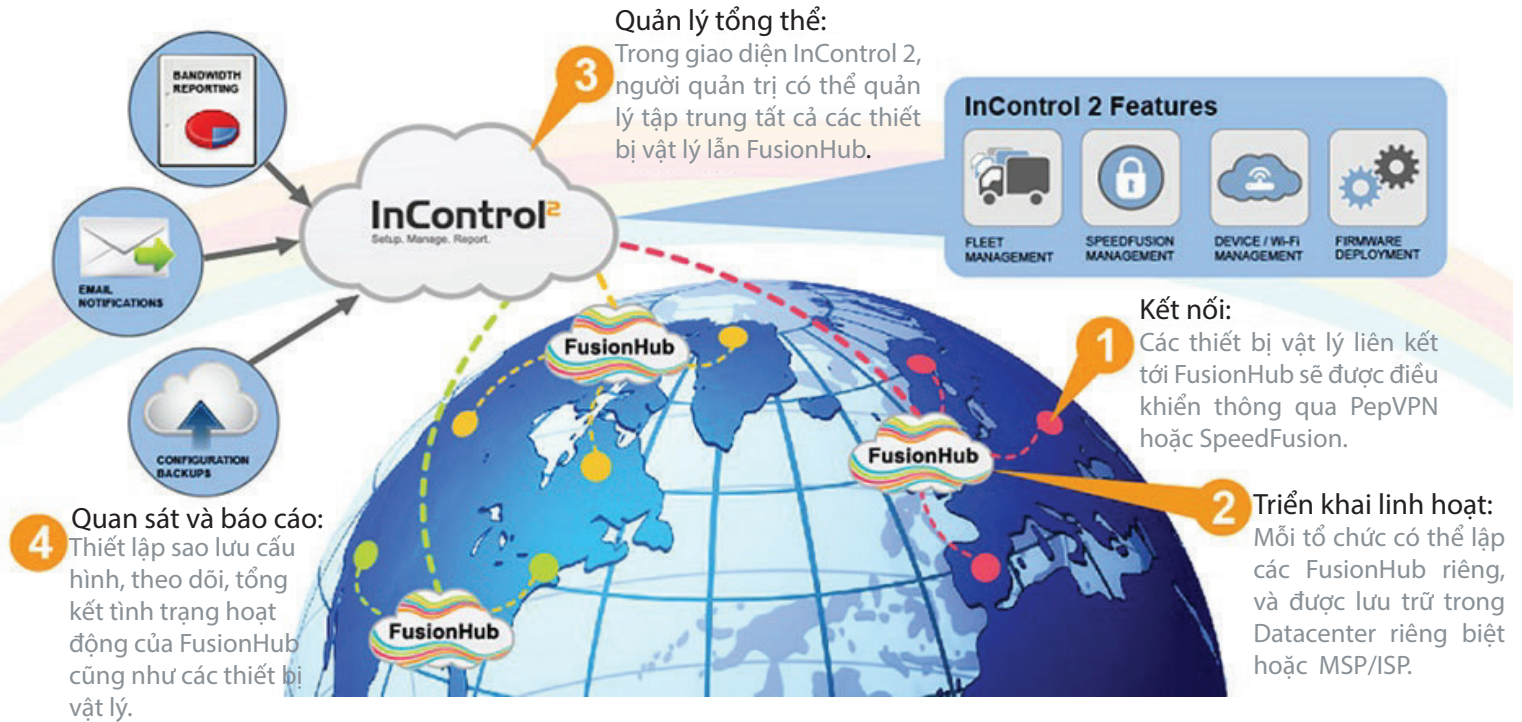 Quản lý tổng thể:
3
Trong giao diện InControl 2,
người quản trị có thể quản
lý tập trung tất cả các thiết
bị vật lý lẫn FusionHub.
BANDWIDTH
REPORTING
InControl²
Setup. Manage. Report.
EMAIL
NOTIFICATIONS
CONFIGURATION
BACKUPS
InControl 2 Features
FLEET
MANAGEMENT
SPEEDFUSION
MANAGEMENT
DEVICE / Wi-Fi
MANAGEMENT
FIRMWARE
DEPLOYMENT
Kết nối:
1
Các thiết bị vật lý liên kết
tới FusionHub sẽ được điều
khiển thông qua PepVPN
hoặc SpeedFusion.
FusionHub
FusionHub
2
Triển khai linh hoạt:
Mỗi tổ chức có thể lập
các FusionHub riêng,
và được lưu trữ trong
Datacenter riêng biệt
hoặc MSP/ISP.
4
Quan sát và báo cáo:
Thiết lập sao lưu cấu
hình, theo dõi, tổng
kết tình trạng hoạt
động của FusionHub
cũng như các thiết bị
vật lý.
FusionHub